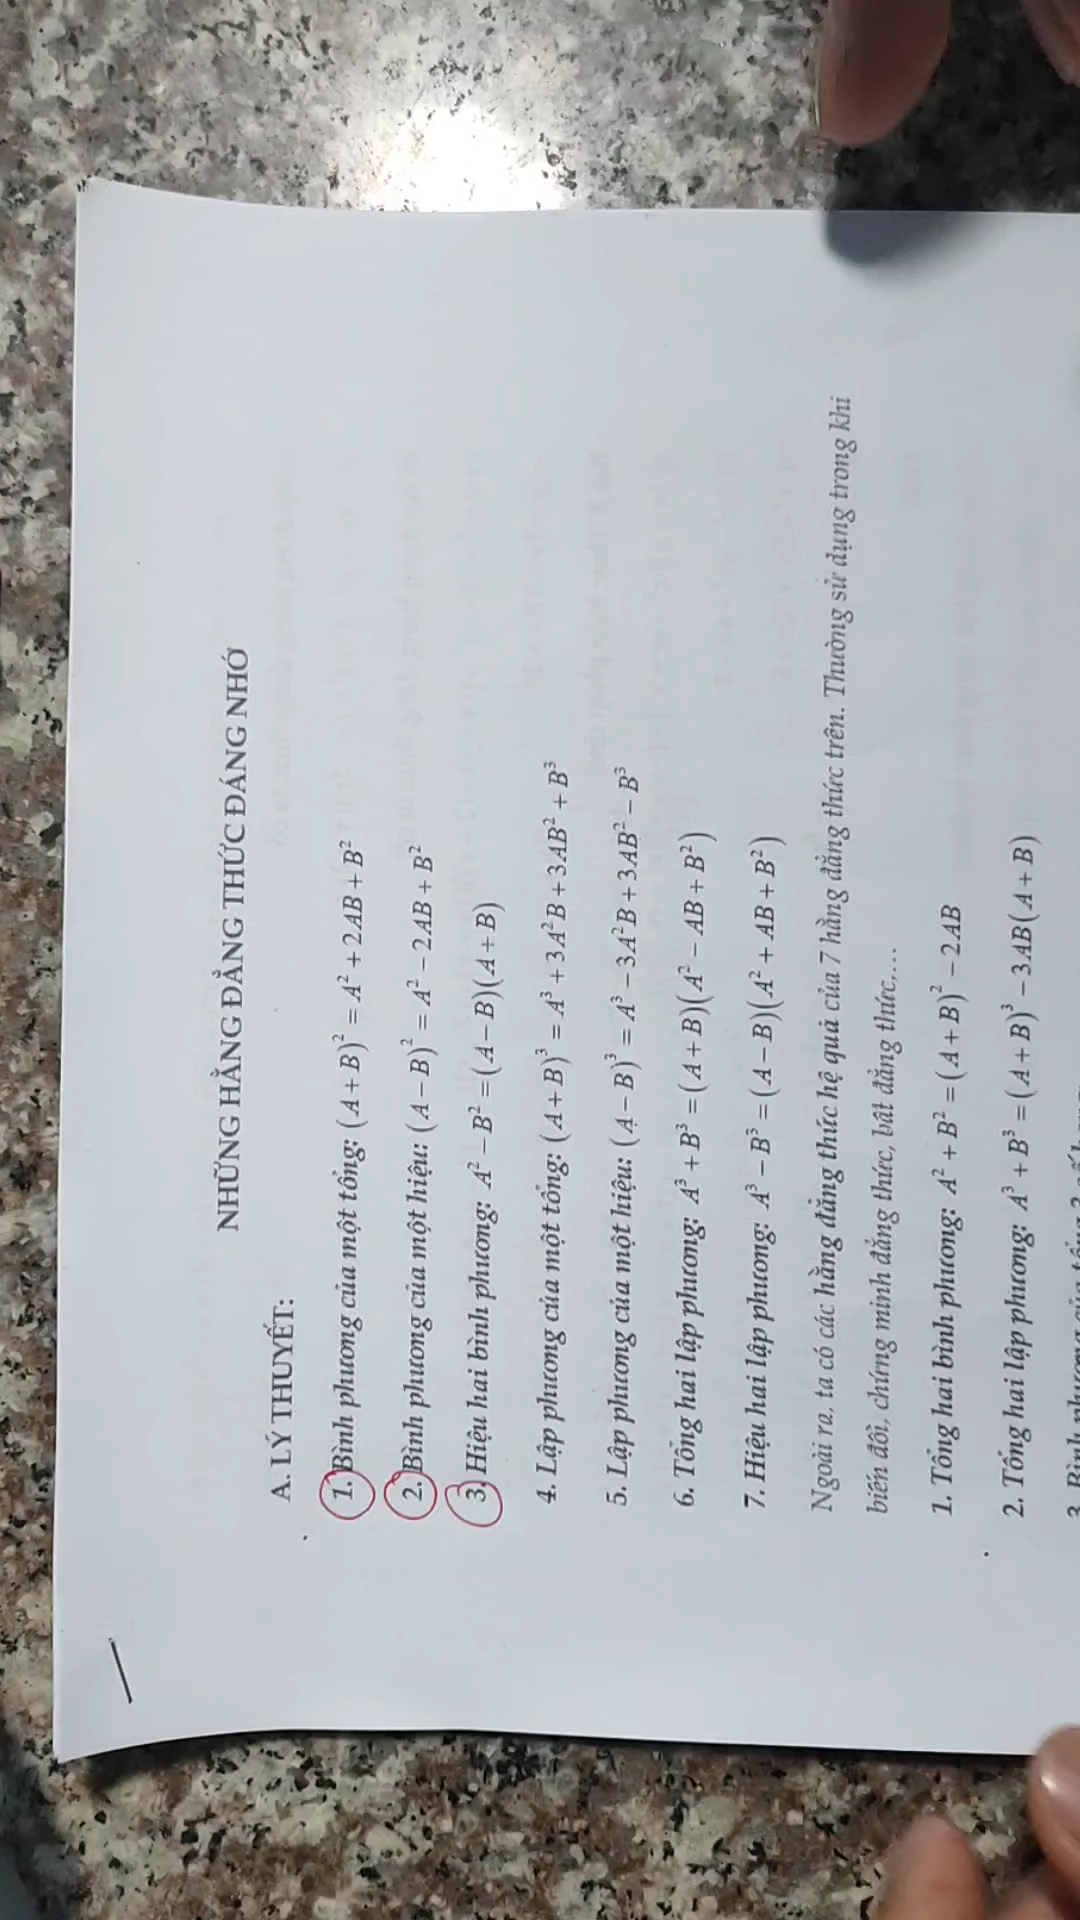 NHỮNG HẰNG ĐẲNG THỨC ĐÁNG NHỚ
A. LÝ THUYẾT:
1. Bình phương của một tổng: (A + B)² = A² + 2AB + B²
2. Bình phương của một hiệu: (A − B)² = A² − 2AB + B²
3. Hiệu hai bình phương: A² − B² = (A − B)(A + B)
4. Lập phương của một tổng: (A + B)³ = A³ + 3A²B + 3AB² + B³
5. Lập phương của một hiệu: (A − B)³ = A³ − 3A²B + 3AB² − B³
6. Tổng hai lập phương: A³ + B³ = (A + B)(A² − AB + B²)
7. Hiệu hai lập phương: A³ − B³ = (A − B)(A² + AB + B²)
Ngoài ra, ta có các hằng đẳng thức hệ quả của 7 hằng đẳng thức trên. Thường sử dụng trong khi
biến đổi, chứng minh đẳng thức, bất đẳng thức,…
1. Tổng hai bình phương: A² + B² = (A + B)² − 2AB
2. Tổng hai lập phương: A³ + B³ = (A + B)³ − 3AB(A + B)
3. Bình phương của tổng 3